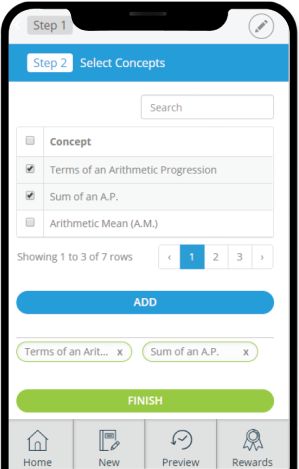 Step 1
Step 2 Select Concepts
Search
Concept
Terms of an Arithmetic Progression
Sum of an A.P.
Arithmetic Mean (A.M.)
Showing 1 to 3 of 7 rows ‹ 1 2 3 ›
ADD
Terms of an Arit... x Sum of an A.P. x
FINISH
Home New Preview Rewards